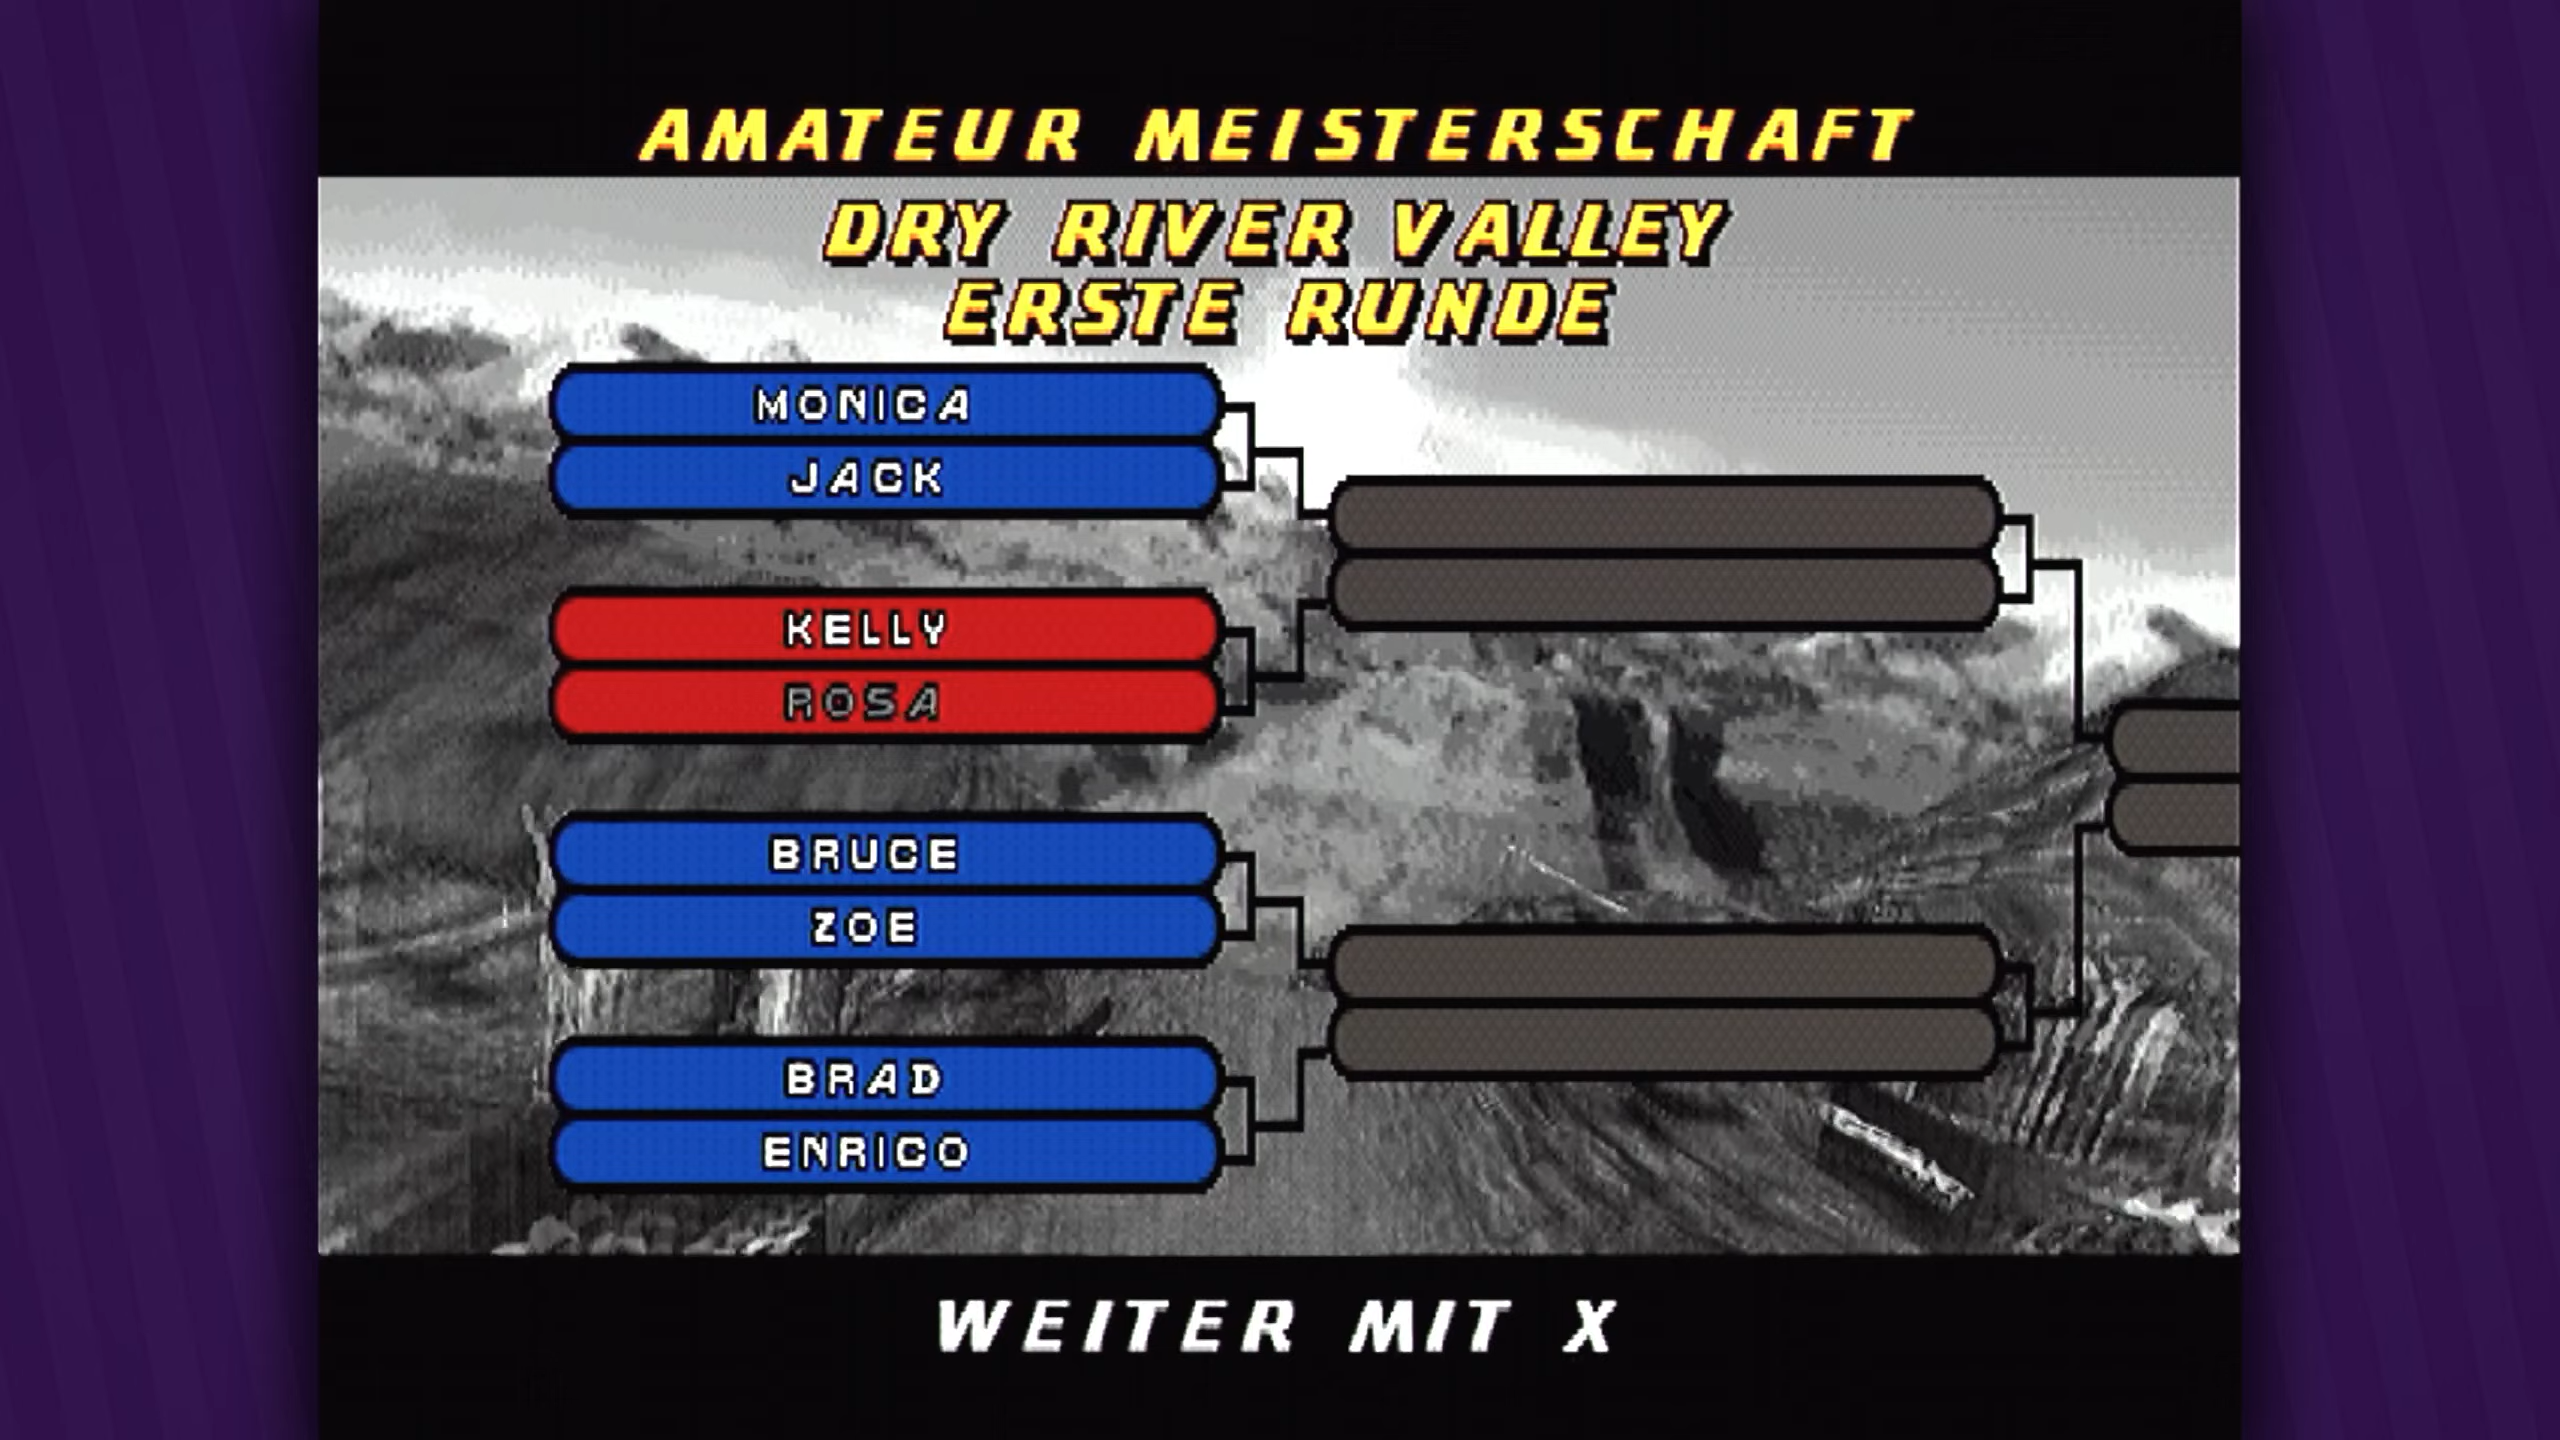 AMATEUR MEISTERSCHAFT
DRY RIVER VALLEY
ERSTE RUNDE
MONICA
JACK
KELLY
ROSA
BRUCE
ZOE
BRAD
ENRICO
WEITER MIT X